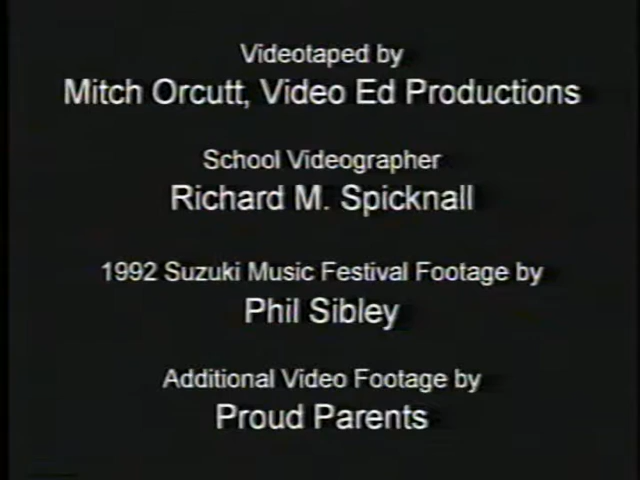 Videotaped by
Mitch Orcutt, Video Ed Productions
School Videographer
Richard M. Spicknall
1992 Suzuki Music Festival Footage by
Phil Sibley
Additional Video Footage by
Proud Parents